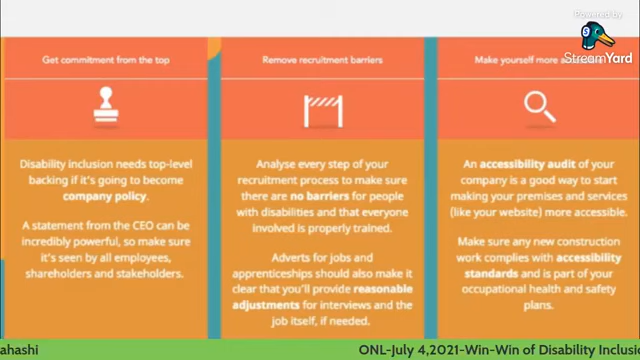 Powered by
StreamYard
Get commitment from the top
Disability inclusion needs top-level
backing if it's going to become
company policy.
A statement from the CEO can be
incredibly powerful, so make sure
it's seen by all employees,
shareholders and stakeholders.
Remove recruitment barriers
Analyse every step of your
recruitment process to make sure
there are no barriers for people
with disabilities and that everyone
involved is properly trained.
Adverts for jobs and
apprenticeships should also make it
clear that you'll provide reasonable
adjustments for interviews and the
job itself, if needed.
Make yourself more
An accessibility audit of your
company is a good way to start
making your premises and services
(like your website) more accessible.
Make sure any new construction
work complies with accessibility
standards and is part of your
occupational health and safety
plans.
ahashi ONL-July 4,2021-Win-Win of Disability Inclusio